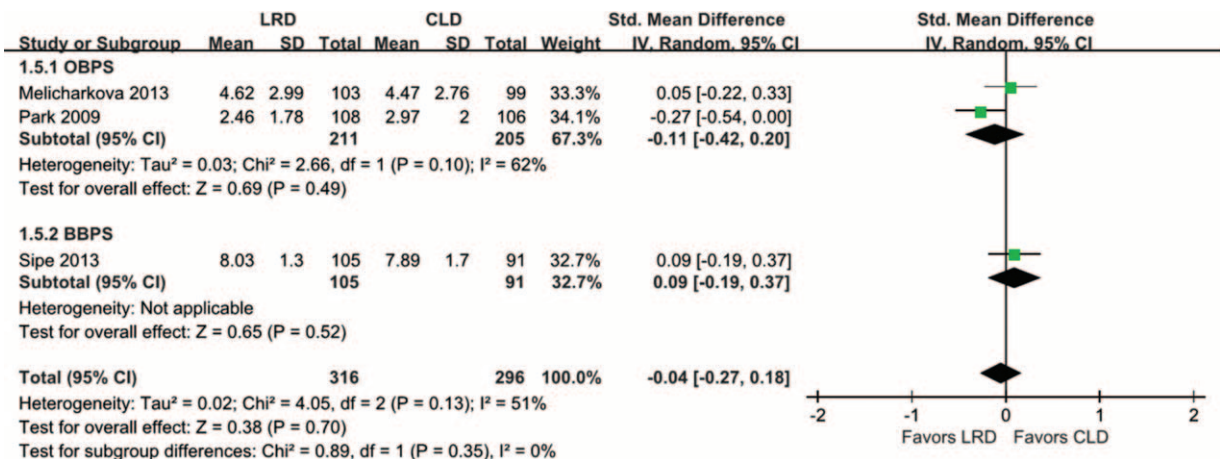 LRD CLD Std. Mean Difference Std. Mean Difference
Study or Subgroup Mean SD Total Mean SD Total Weight IV, Random, 95% CI IV, Random, 95% CI
1.5.1 OBPS
Melicharkova 2013 4.62 2.99 103 4.47 2.76 99 33.3% 0.05 [-0.22, 0.33]
Park 2009 2.46 1.78 108 2.97 2 106 34.1% -0.27 [-0.54, 0.00]
Subtotal (95% CI) 211 205 67.3% -0.11 [-0.42, 0.20]
Heterogeneity: Tau² = 0.03; Chi² = 2.66, df = 1 (P = 0.10); I² = 62%
Test for overall effect: Z = 0.69 (P = 0.49)
1.5.2 BBPS
Sipe 2013 8.03 1.3 105 7.89 1.7 91 32.7% 0.09 [-0.19, 0.37]
Subtotal (95% CI) 105 91 32.7% 0.09 [-0.19, 0.37]
Heterogeneity: Not applicable
Test for overall effect: Z = 0.65 (P = 0.52)
Total (95% CI) 316 296 100.0% -0.04 [-0.27, 0.18]
Heterogeneity: Tau² = 0.02; Chi² = 4.05, df = 2 (P = 0.13); I² = 51%
Test for overall effect: Z = 0.38 (P = 0.70)
Test for subgroup differences: Chi² = 0.89, df = 1 (P = 0.35), I² = 0%
-2 -1 0 1 2
Favors LRD Favors CLD